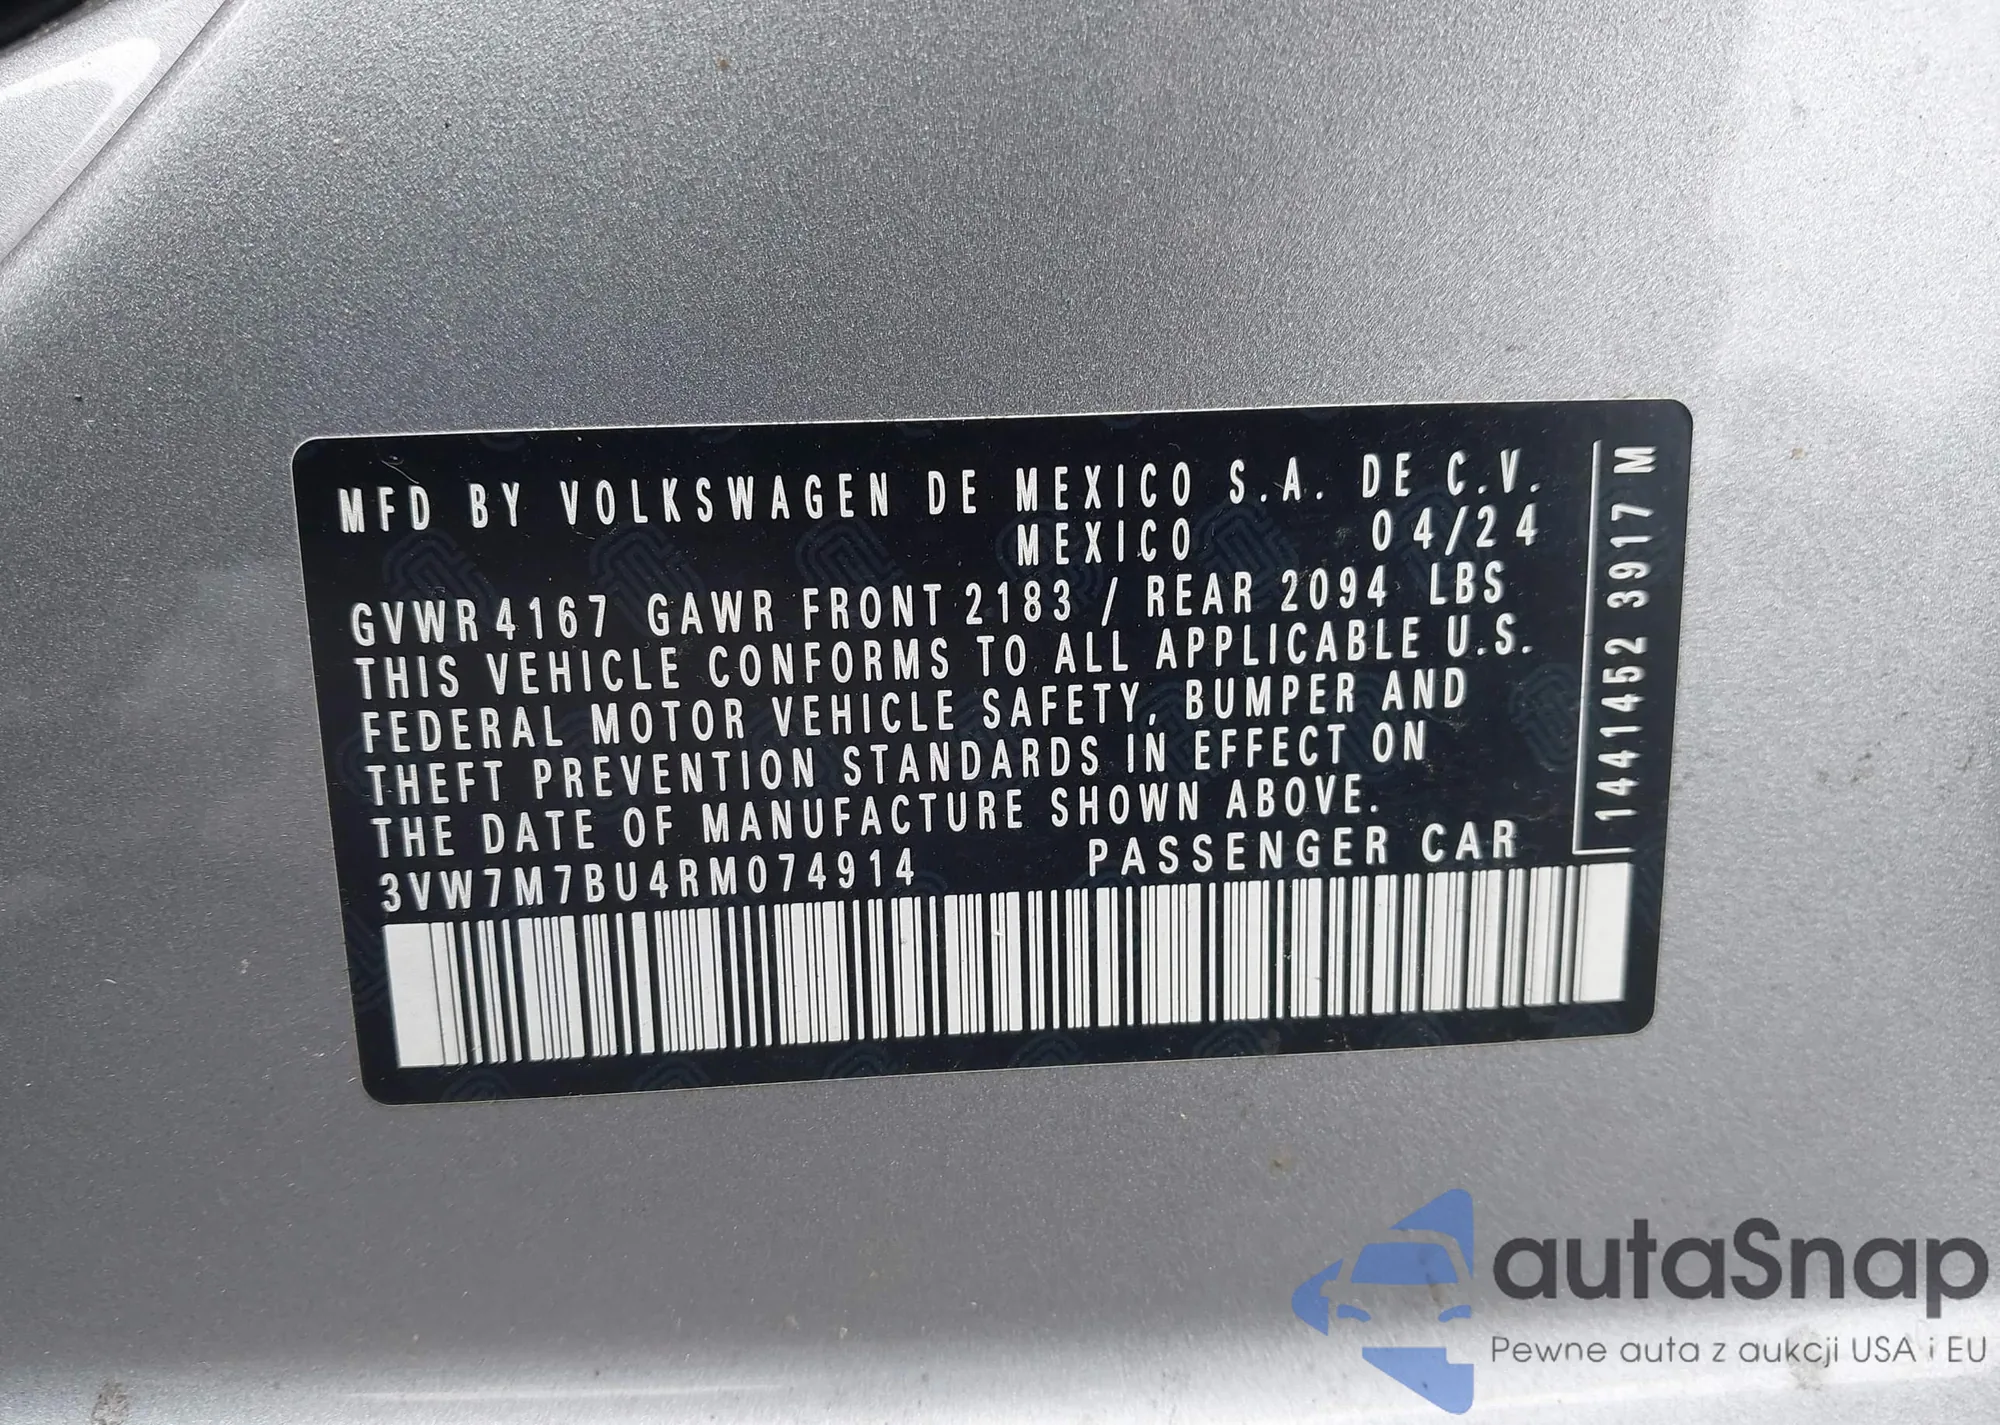 MFD BY VOLKSWAGEN DE MEXICO S.A. DE C.V.
MEXICO 04/24
GVWR 4167 GAWR FRONT 2183 / REAR 2094 LBS
THIS VEHICLE CONFORMS TO ALL APPLICABLE U.S.
FEDERAL MOTOR VEHICLE SAFETY, BUMPER AND
THEFT PREVENTION STANDARDS IN EFFECT ON
THE DATE OF MANUFACTURE SHOWN ABOVE.
3VW7M7BU4RM074914 PASSENGER CAR
1441452 3917 M
autaSnap
Pewne auta z aukcji USA i EU